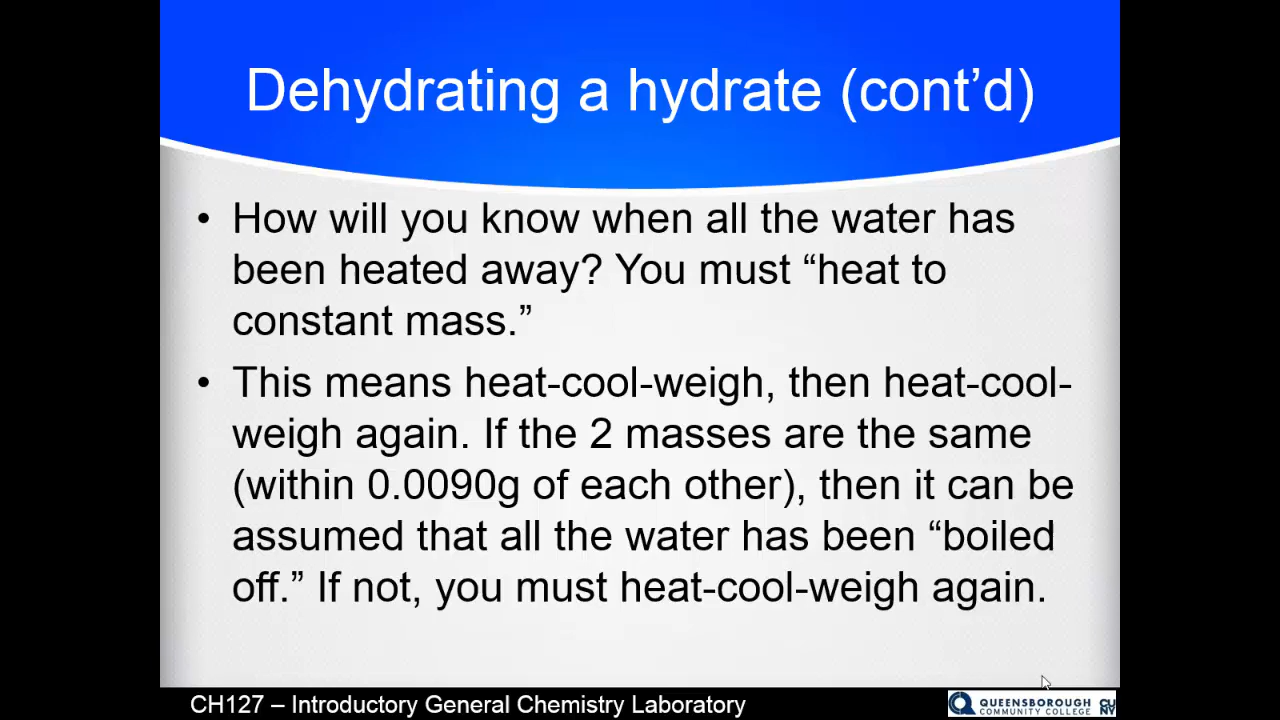 Dehydrating a hydrate (cont’d)
• How will you know when all the water has
been heated away? You must “heat to
constant mass.”
• This means heat-cool-weigh, then heat-cool-
weigh again. If the 2 masses are the same
(within 0.0090g of each other), then it can be
assumed that all the water has been “boiled
off.” If not, you must heat-cool-weigh again.
CH127 – Introductory General Chemistry Laboratory
QUEENSBOROUGH
COMMUNITY COLLEGE
CU
NY